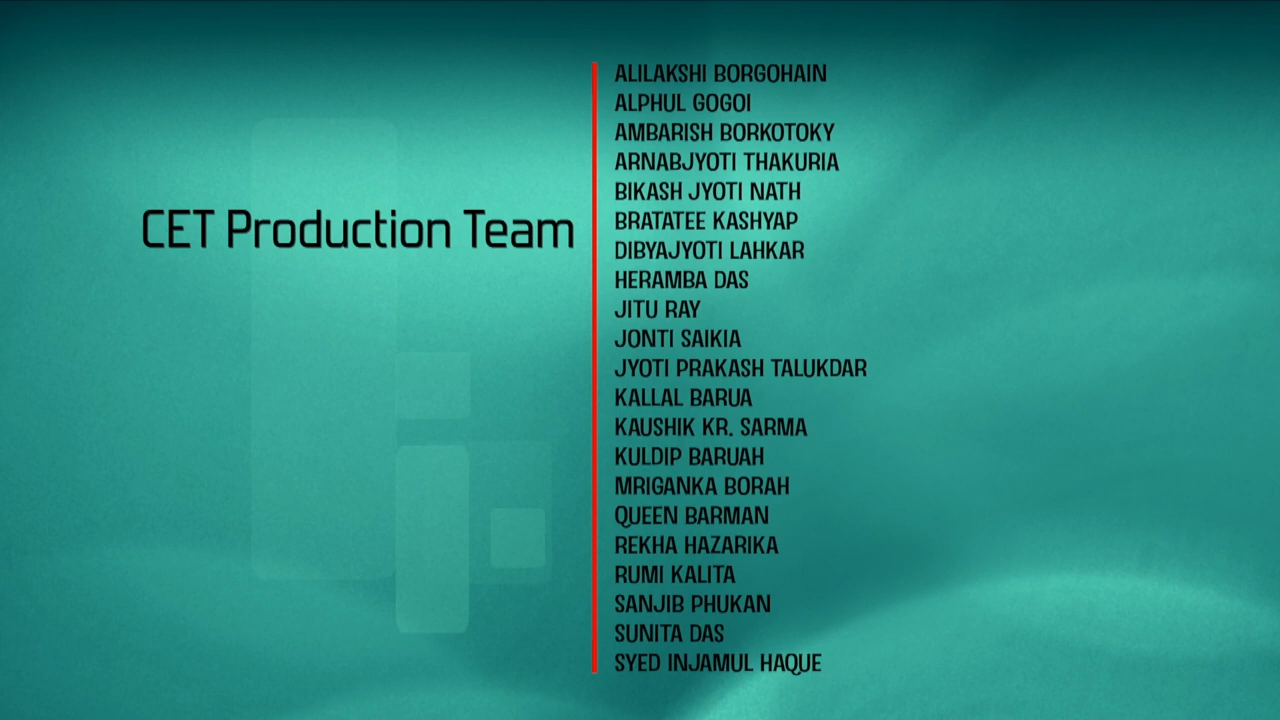 CET Production Team
ALILAKSHI BORGOHAIN
ALPHUL GOGOI
AMBARISH BORKOTOKY
ARNABJYOTI THAKURIA
BIKASH JYOTI NATH
BRATATEE KASHYAP
DIBYAJYOTI LAHKAR
HERAMBA DAS
JITU RAY
JONTI SAIKIA
JYOTI PRAKASH TALUKDAR
KALLAL BARUA
KAUSHIK KR. SARMA
KULDIP BARUAH
MRIGANKA BORAH
QUEEN BARMAN
REKHA HAZARIKA
RUMI KALITA
SANJIB PHUKAN
SUNITA DAS
SYED INJAMUL HAQUE